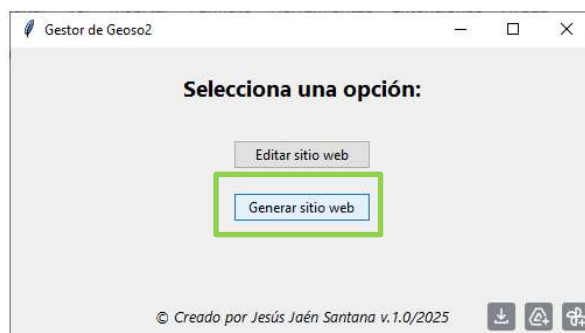 Gestor de Geoso2
Selecciona una opción:
Editar sitio web
Generar sitio web
© Creado por Jesús Jaén Santana v.1.0/2025